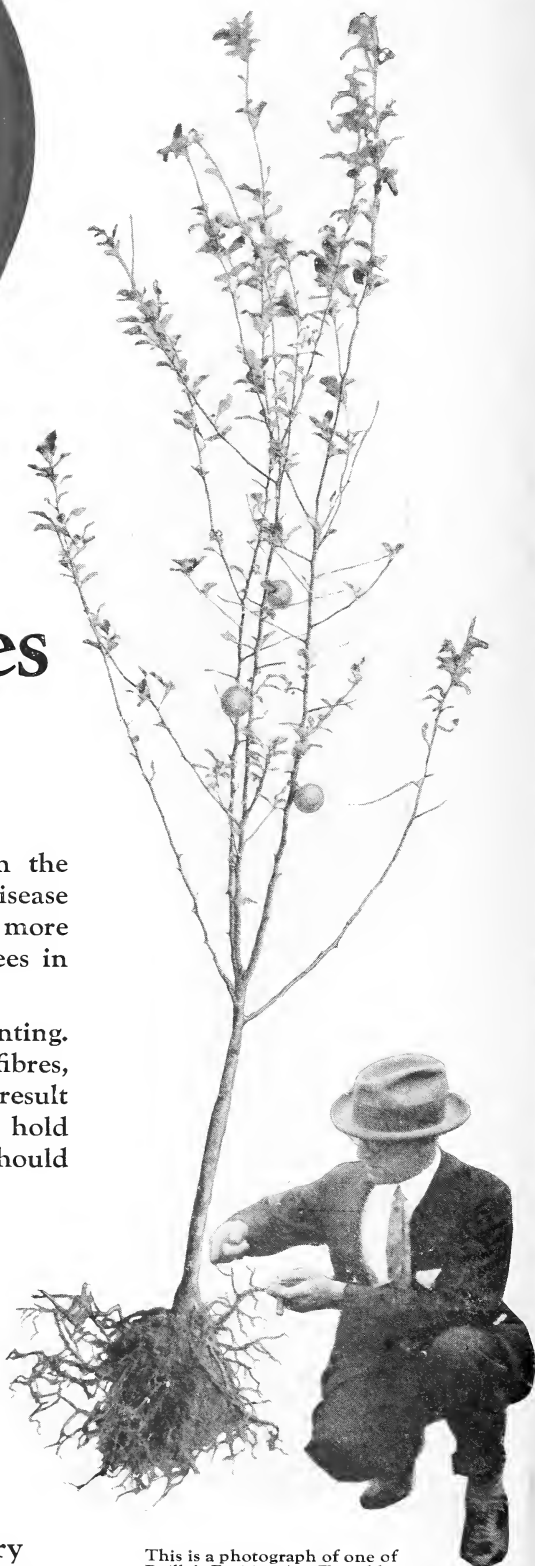 es
n the
isease
more
ees in
nting.
fibres,
result
hold
hould
ry
This is a photograph of one of